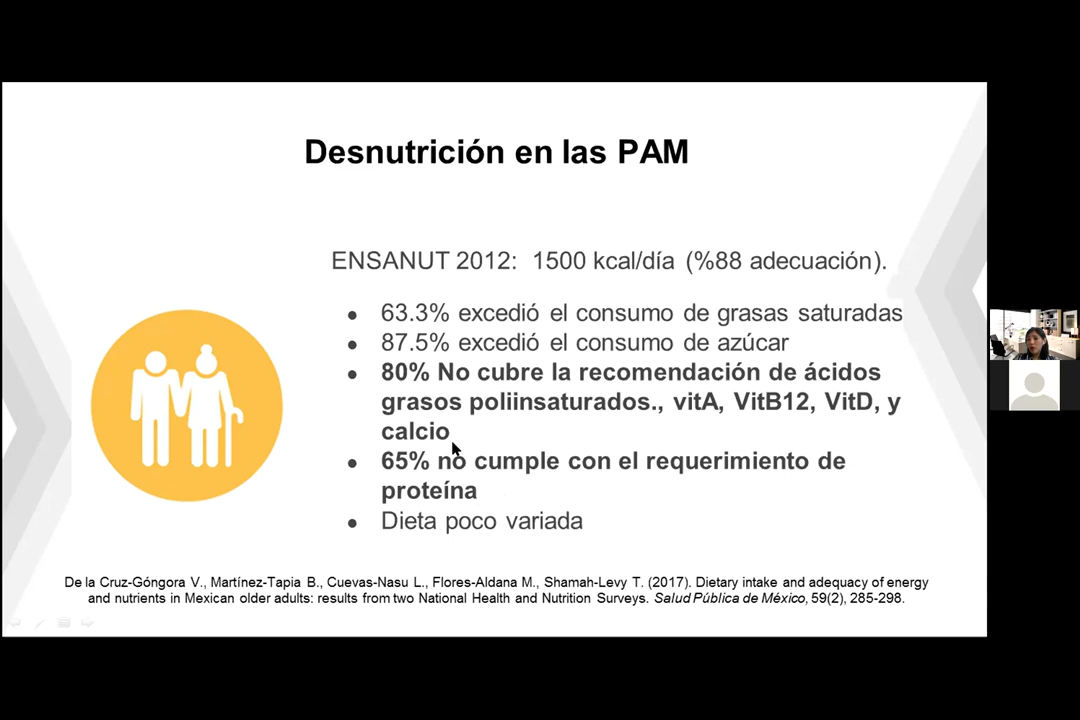 Desnutrición en las PAM
ENSANUT 2012: 1500 kcal/día (%88 adecuación).
● 63.3% excedió el consumo de grasas saturadas
● 87.5% excedió el consumo de azúcar
● 80% No cubre la recomendación de ácidos
grasos poliinsaturados., vitA, VitB12, VitD, y
calcio
● 65% no cumple con el requerimiento de
proteína
● Dieta poco variada
De la Cruz-Góngora V., Martínez-Tapia B., Cuevas-Nasu L., Flores-Aldana M., Shamah-Levy T. (2017). Dietary intake and adequacy of energy
and nutrients in Mexican older adults: results from two National Health and Nutrition Surveys. Salud Pública de México, 59(2), 285-298.